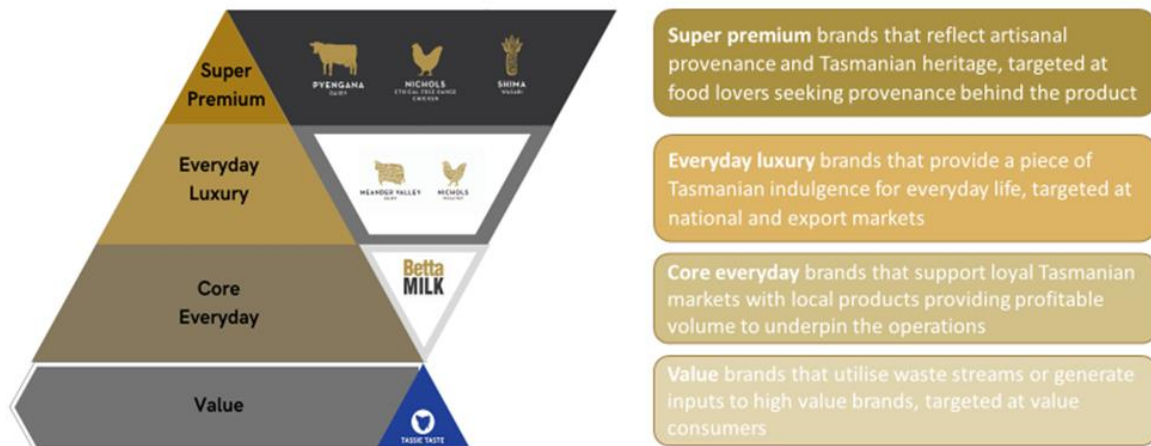 Super
Premium
PYENGANA
DAIRY
NICHOLS
ETHICAL FREE RANGE
CHICKEN
SHIMA
WASABI
Super premium brands that reflect artisanal
provenance and Tasmanian heritage, targeted at
food lovers seeking provenance behind the product
Everyday
Luxury
MEANDER VALLEY
DAIRY
NICHOLS
POULTRY
Everyday luxury brands that provide a piece of
Tasmanian indulgence for everyday life, targeted at
national and export markets
Core
Everyday
Betta
MILK
Core everyday brands that support loyal Tasmanian
markets with local products providing profitable
volume to underpin the operations
Value
TASSIE TASTE
Value brands that utilise waste streams or generate
inputs to high value brands, targeted at value
consumers